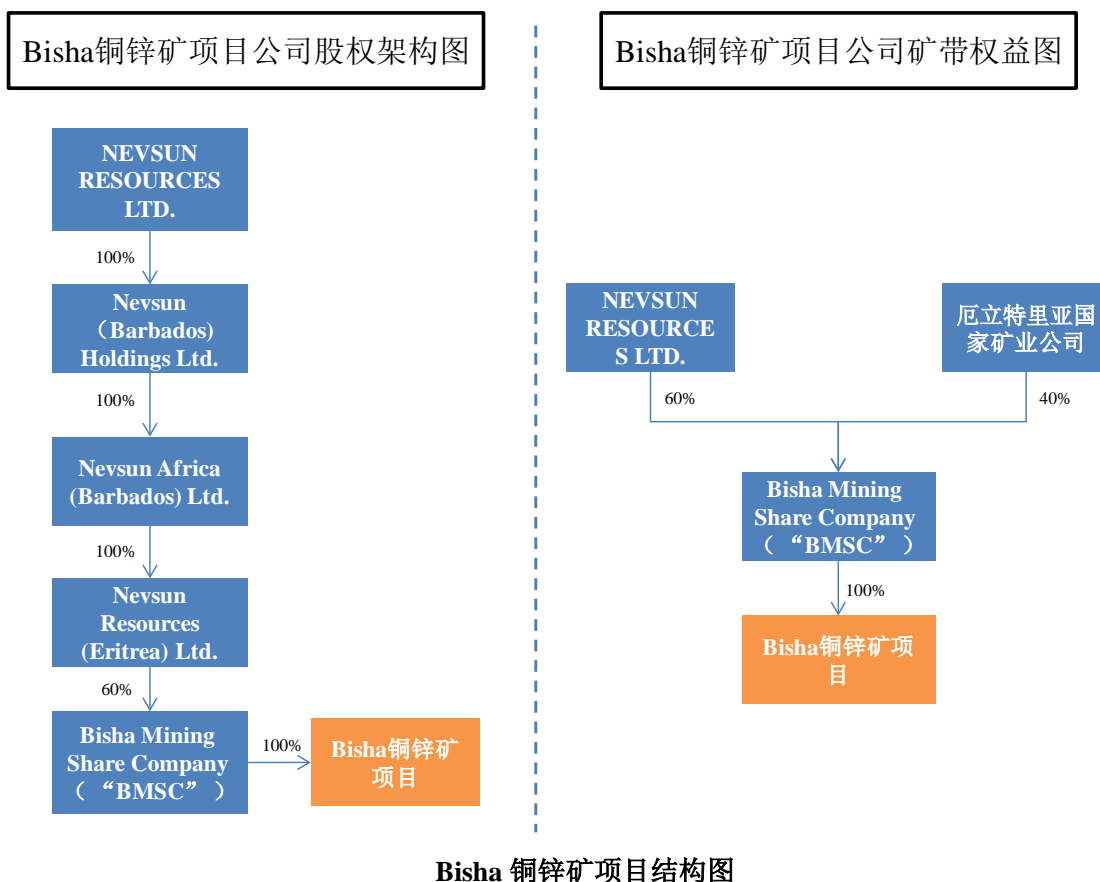 Bisha铜锌矿项目公司股权架构图
NEVSUN
RESOURCES
LTD.
100%
Nevsun
（Barbados)
Holdings Ltd.
100%
Nevsun Africa
(Barbados) Ltd.
100%
Nevsun
Resources
(Eritrea) Ltd.
60%
Bisha Mining
Share Company
（ “BMSC” ）
100%
Bisha铜锌矿
项目
Bisha铜锌矿项目公司矿带权益图
NEVSUN
RESOURCE
S LTD.
厄立特里亚国
家矿业公司
60%
40%
Bisha Mining
Share Company
（ “BMSC” ）
100%
Bisha铜锌矿项
目
Bisha 铜锌矿项目结构图